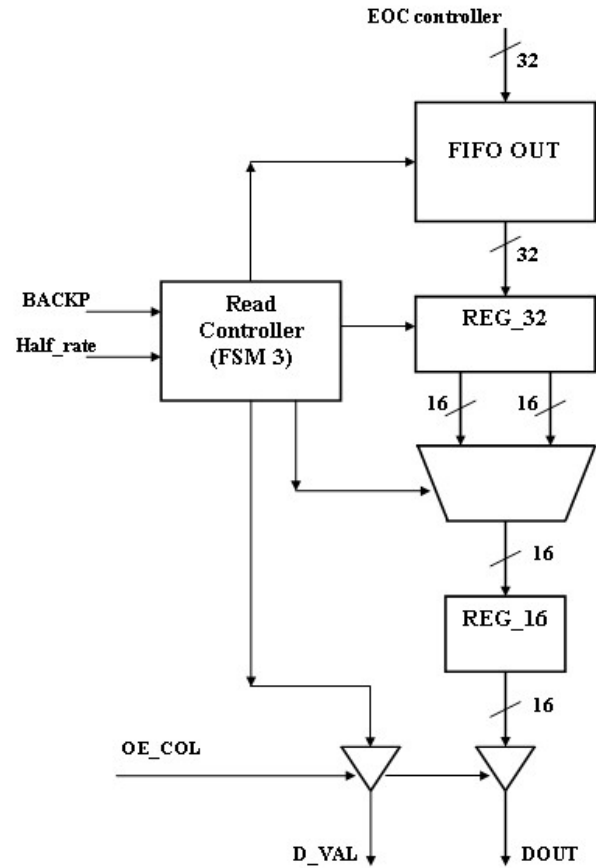 EOC controller
32
FIFO OUT
32
BACKP
Half_rate
Read
Controller
(FSM 3)
REG_32
16
16
16
REG_16
16
OE_COL
D_VAL
DOUT